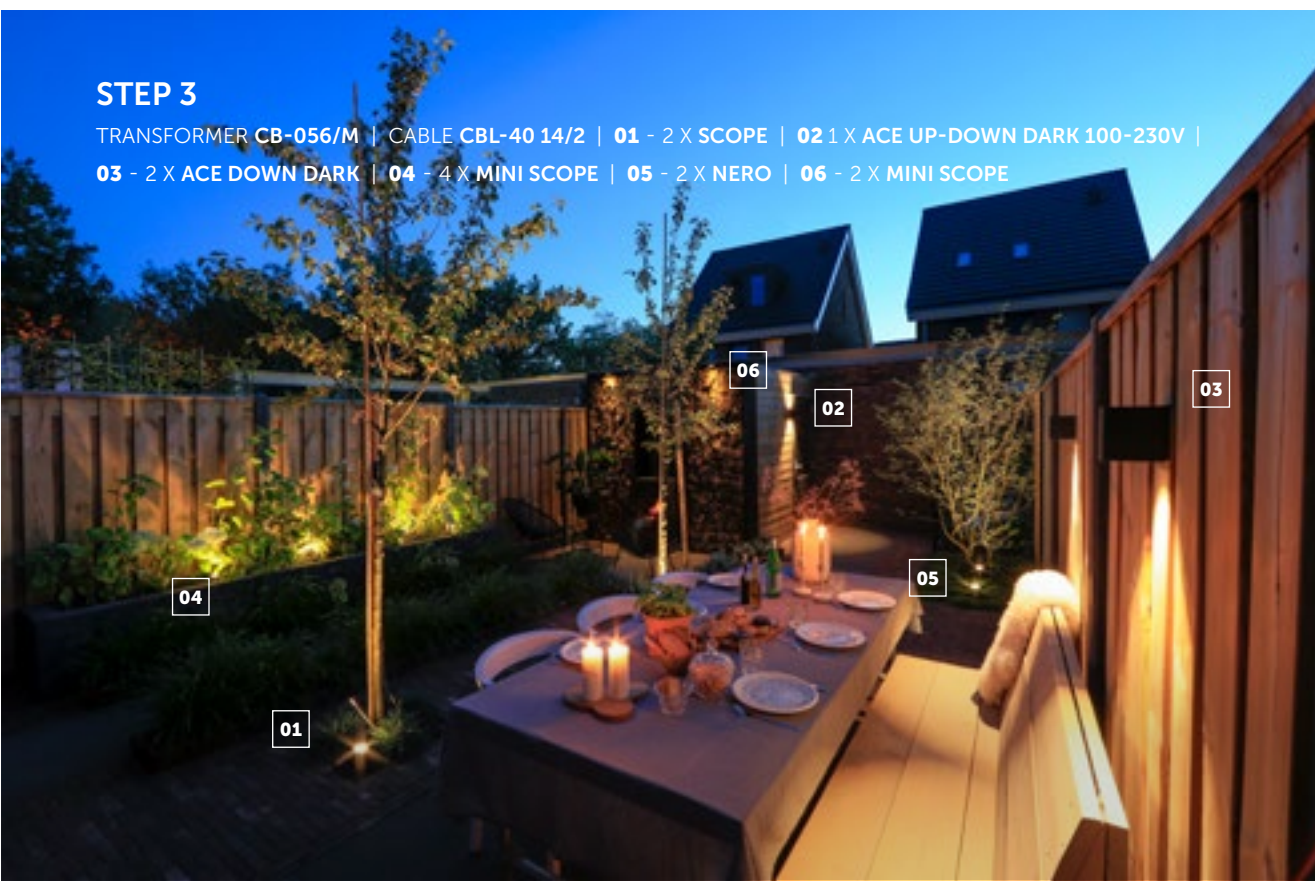 STEP 3
TRANSFORMER CB-056/M | CABLE CBL-40 14/2 | 01 - 2 X SCOPE | 02 1 X ACE UP-DOWN DARK 100-230V |
03 - 2 X ACE DOWN DARK | 04 - 4 X MINI SCOPE | 05 - 2 X NERO | 06 - 2 X MINI SCOPE
06
03
02
05
04
01